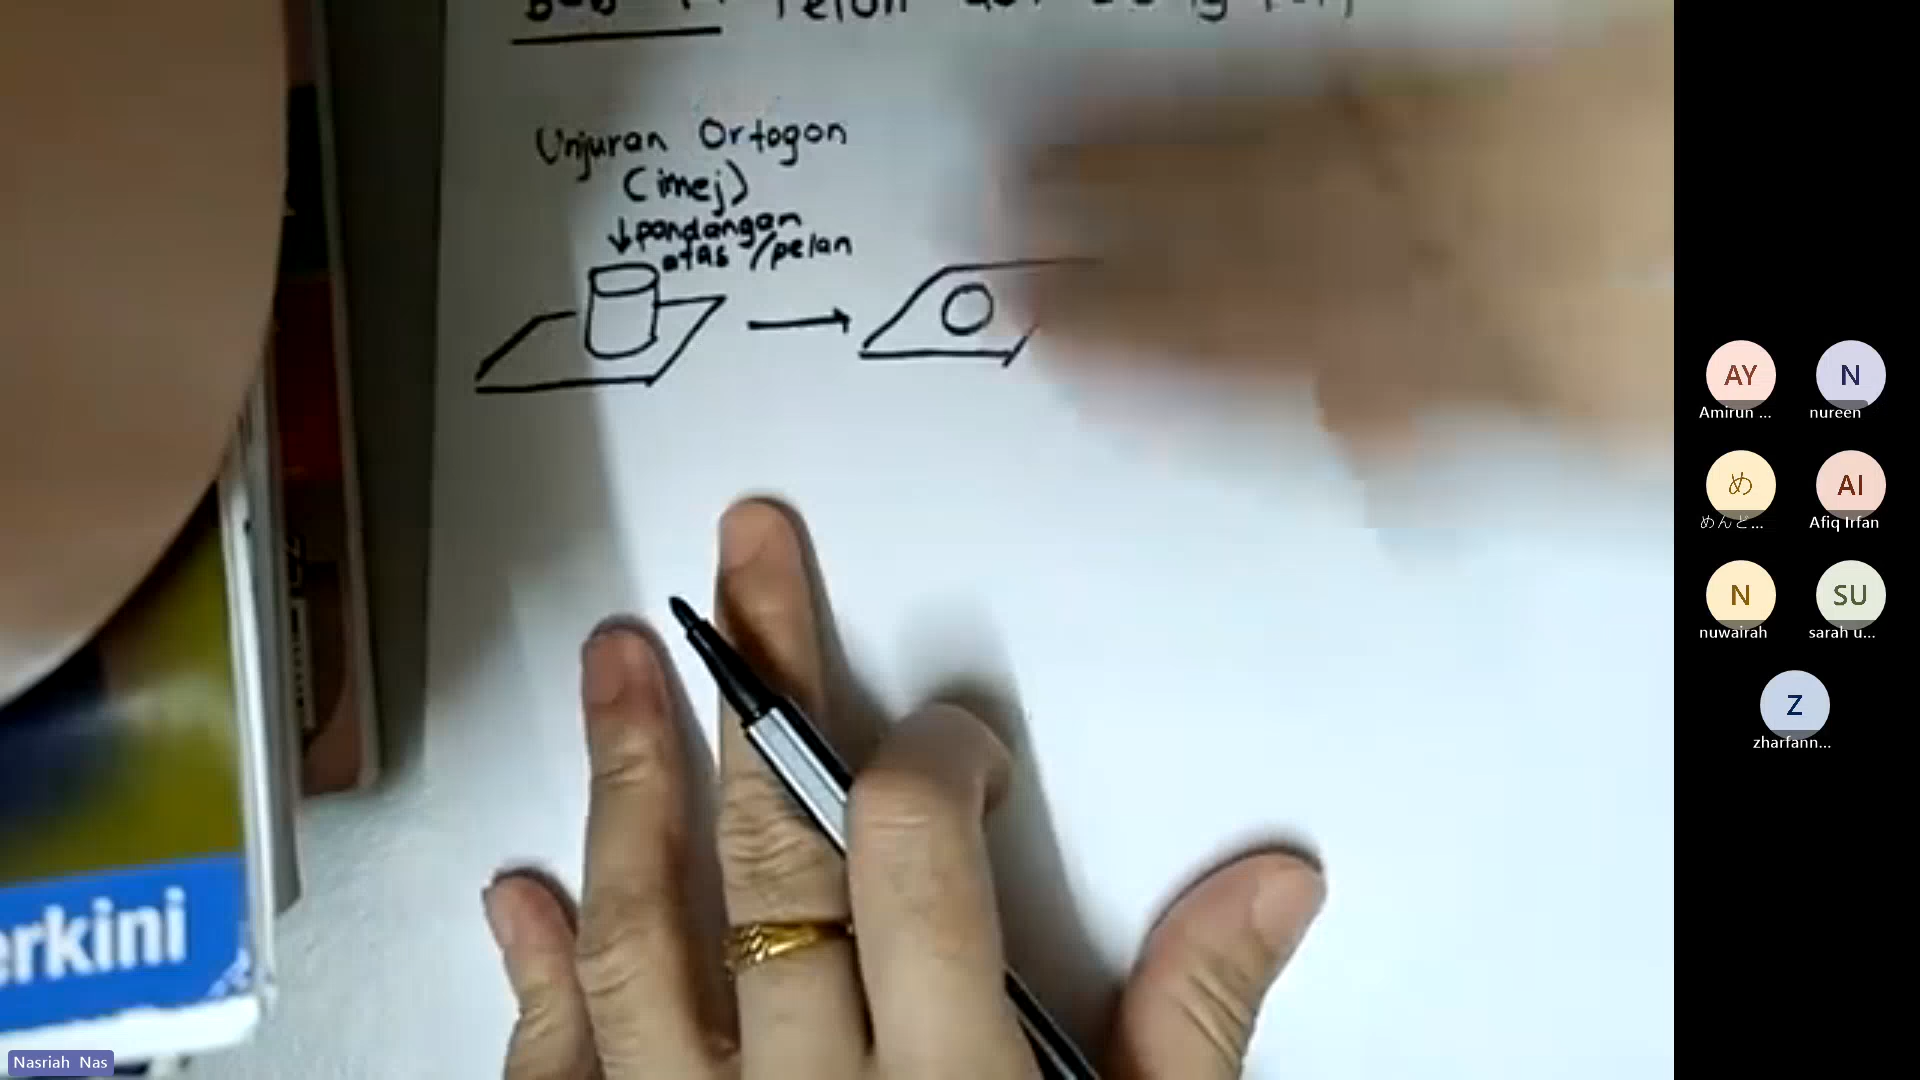 Unjuran Ortogon
(imej)
↓ pandangan
atas / pelan
erkini
AY
Amirun ...
N
nureen
め
めんど...
AI
Afiq Irfan
N
nuwairah
SU
sarah u...
Z
zharfann...
Nasriah Nas